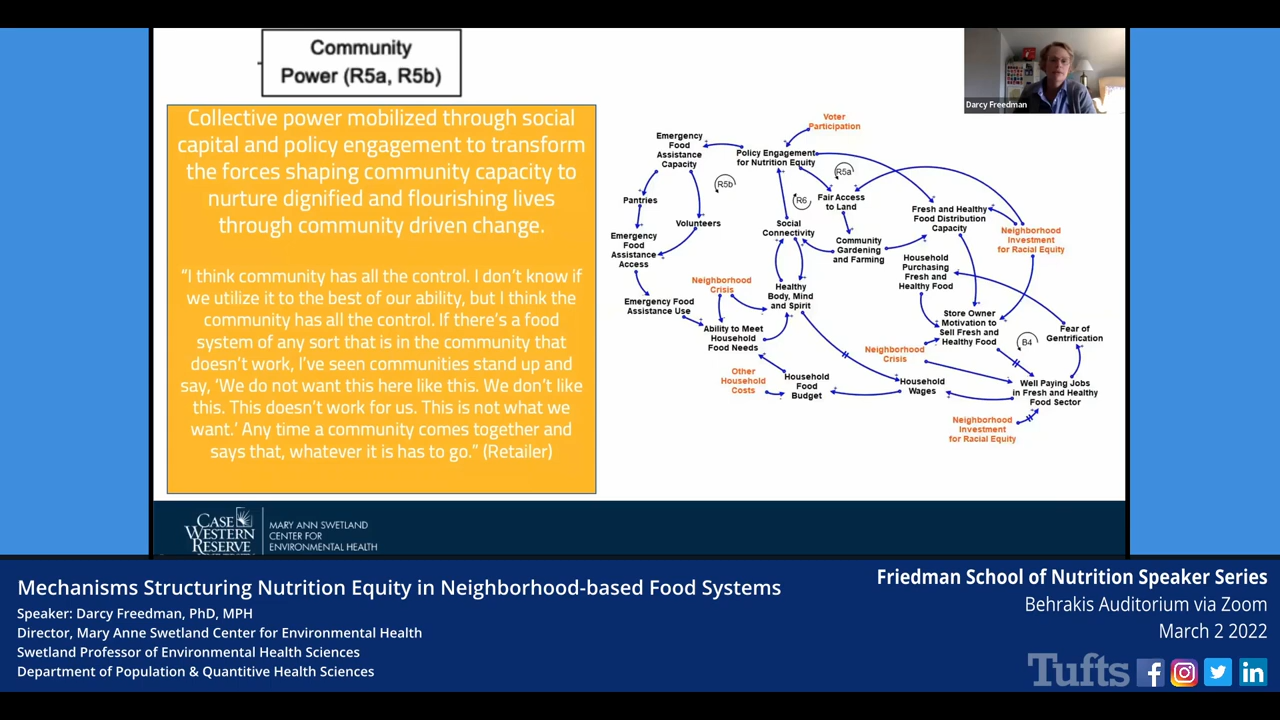 Community
Power (R5a, R5b)
Collective power mobilized through social
capital and policy engagement to transform
the forces shaping community capacity to
nurture dignified and flourishing lives
through community driven change.
“I think community has all the control. I don’t know if
we utilize it to the best of our ability, but I think the
community has all the control. If there’s a food
system of any sort that is in the community that
doesn’t work, I’ve seen communities stand up and
say, ‘We do not want this here like this. We don’t like
this. This doesn’t work for us. This is not what we
want.’ Any time a community comes together and
says that, whatever it is has to go.” (Retailer)
Darcy Freedman
Voter
Participation
Emergency
Food
Assistance
Capacity
Policy Engagement
for Nutrition Equity
R5b
R5a
R6
Pantries
Volunteers
Fair Access
to Land
Fresh and Healthy
Food Distribution
Capacity
Social
Connectivity
Neighborhood
Investment
for Racial Equity
Emergency
Food
Assistance
Access
Community
Gardening
and Farming
Household
Purchasing
Fresh and
Healthy Food
Neighborhood
Crisis
Healthy
Body, Mind
and Spirit
Emergency Food
Assistance Use
Ability to Meet
Household
Food Needs
Store Owner
Motivation to
Sell Fresh and
Healthy Food
B4
Fear of
Gentrification
Neighborhood
Crisis
Other
Household
Costs
Household
Food
Budget
Household
Wages
Well Paying Jobs
in Fresh and Healthy
Food Sector
Neighborhood
Investment
for Racial Equity
CASE
WESTERN
RESERVE
MARY ANN SWETLAND
CENTER FOR
ENVIRONMENTAL HEALTH
Mechanisms Structuring Nutrition Equity in Neighborhood-based Food Systems
Speaker: Darcy Freedman, PhD, MPH
Director, Mary Anne Swetland Center for Environmental Health
Swetland Professor of Environmental Health Sciences
Department of Population & Quantitative Health Sciences
Friedman School of Nutrition Speaker Series
Behrakis Auditorium via Zoom
March 2 2022
Tufts